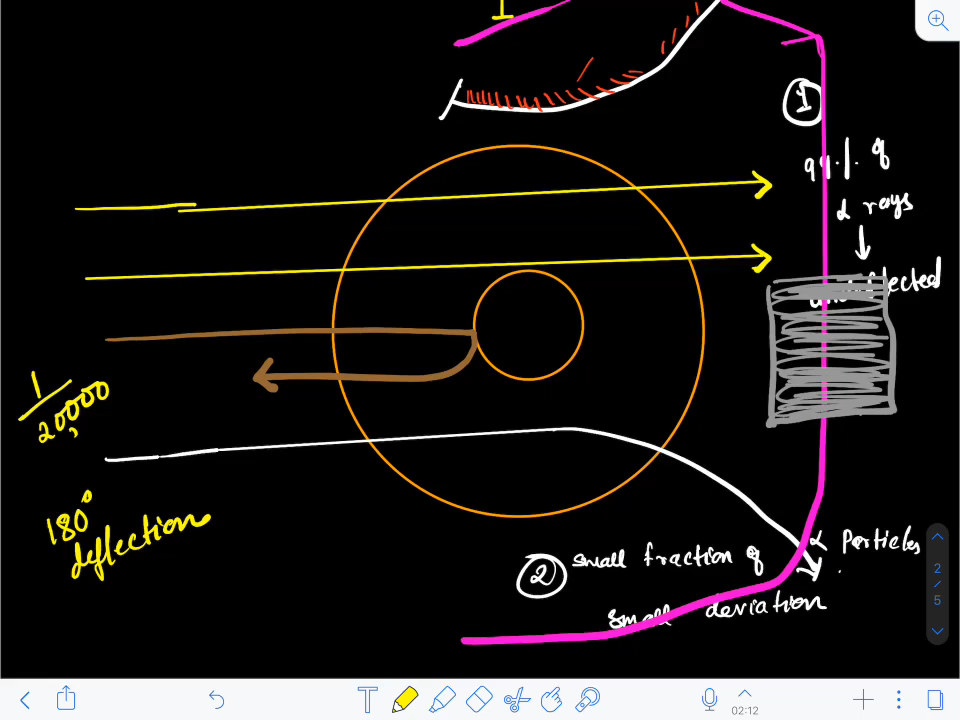 1
99 % of
α rays
undeflected
1
20,000
180° deflection
2 small fraction of α Particles
small deviation
2
/
5
T
02:12